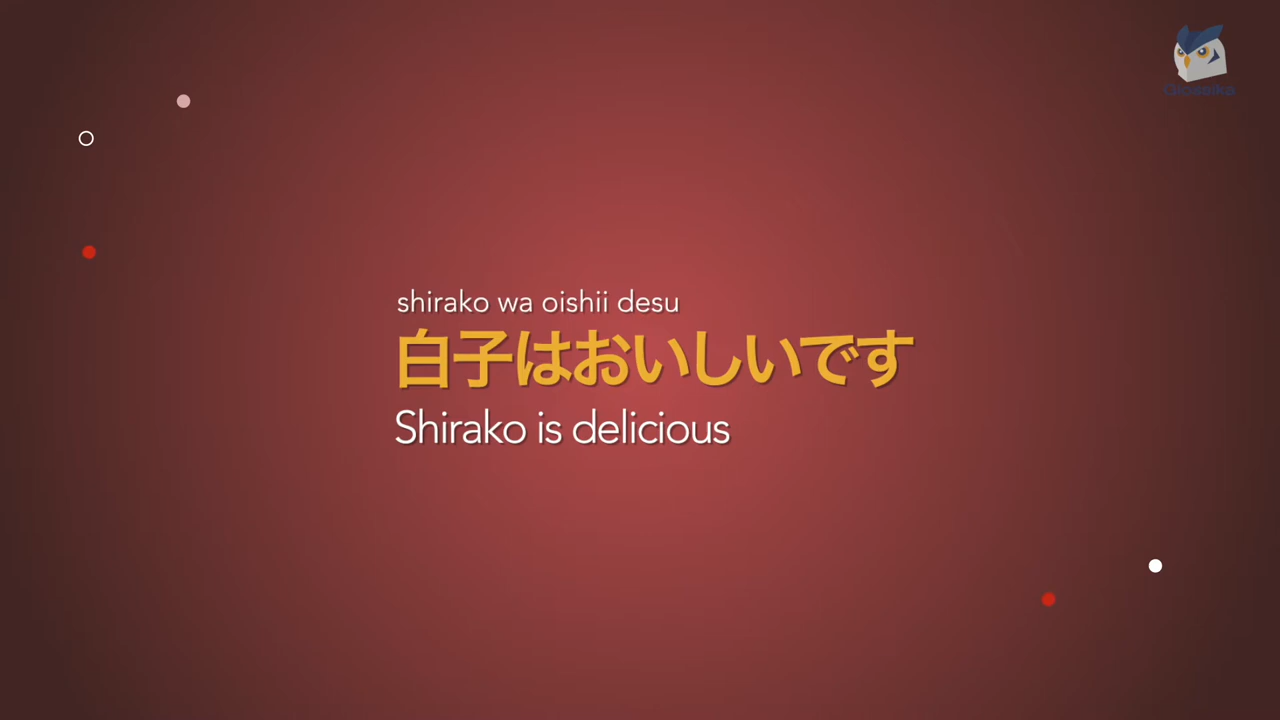 shirako wa oishii desu
白子はおいしいです
Shirako is delicious